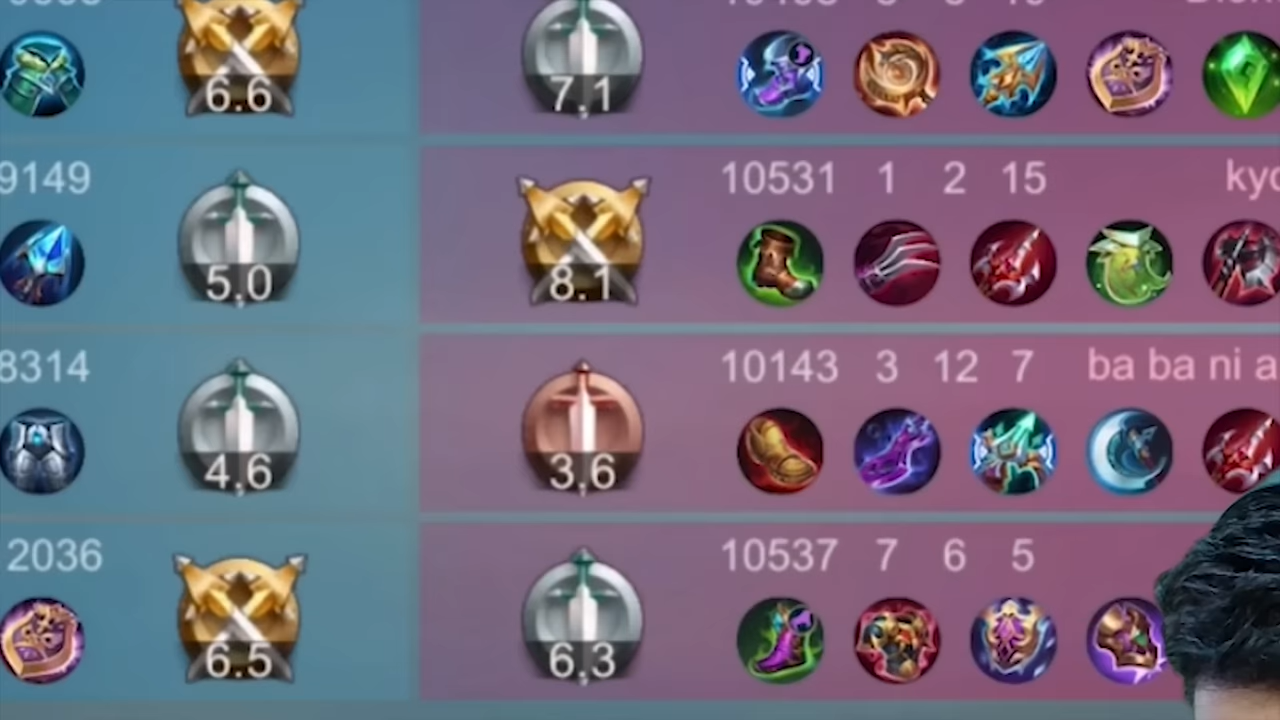 6.6 7.1
9149 10531 1 2 15 kyo
5.0 8.1
8314 10143 3 12 7 ba ba ni a
4.6 3.6
2036 10537 7 6 5
6.5 6.3